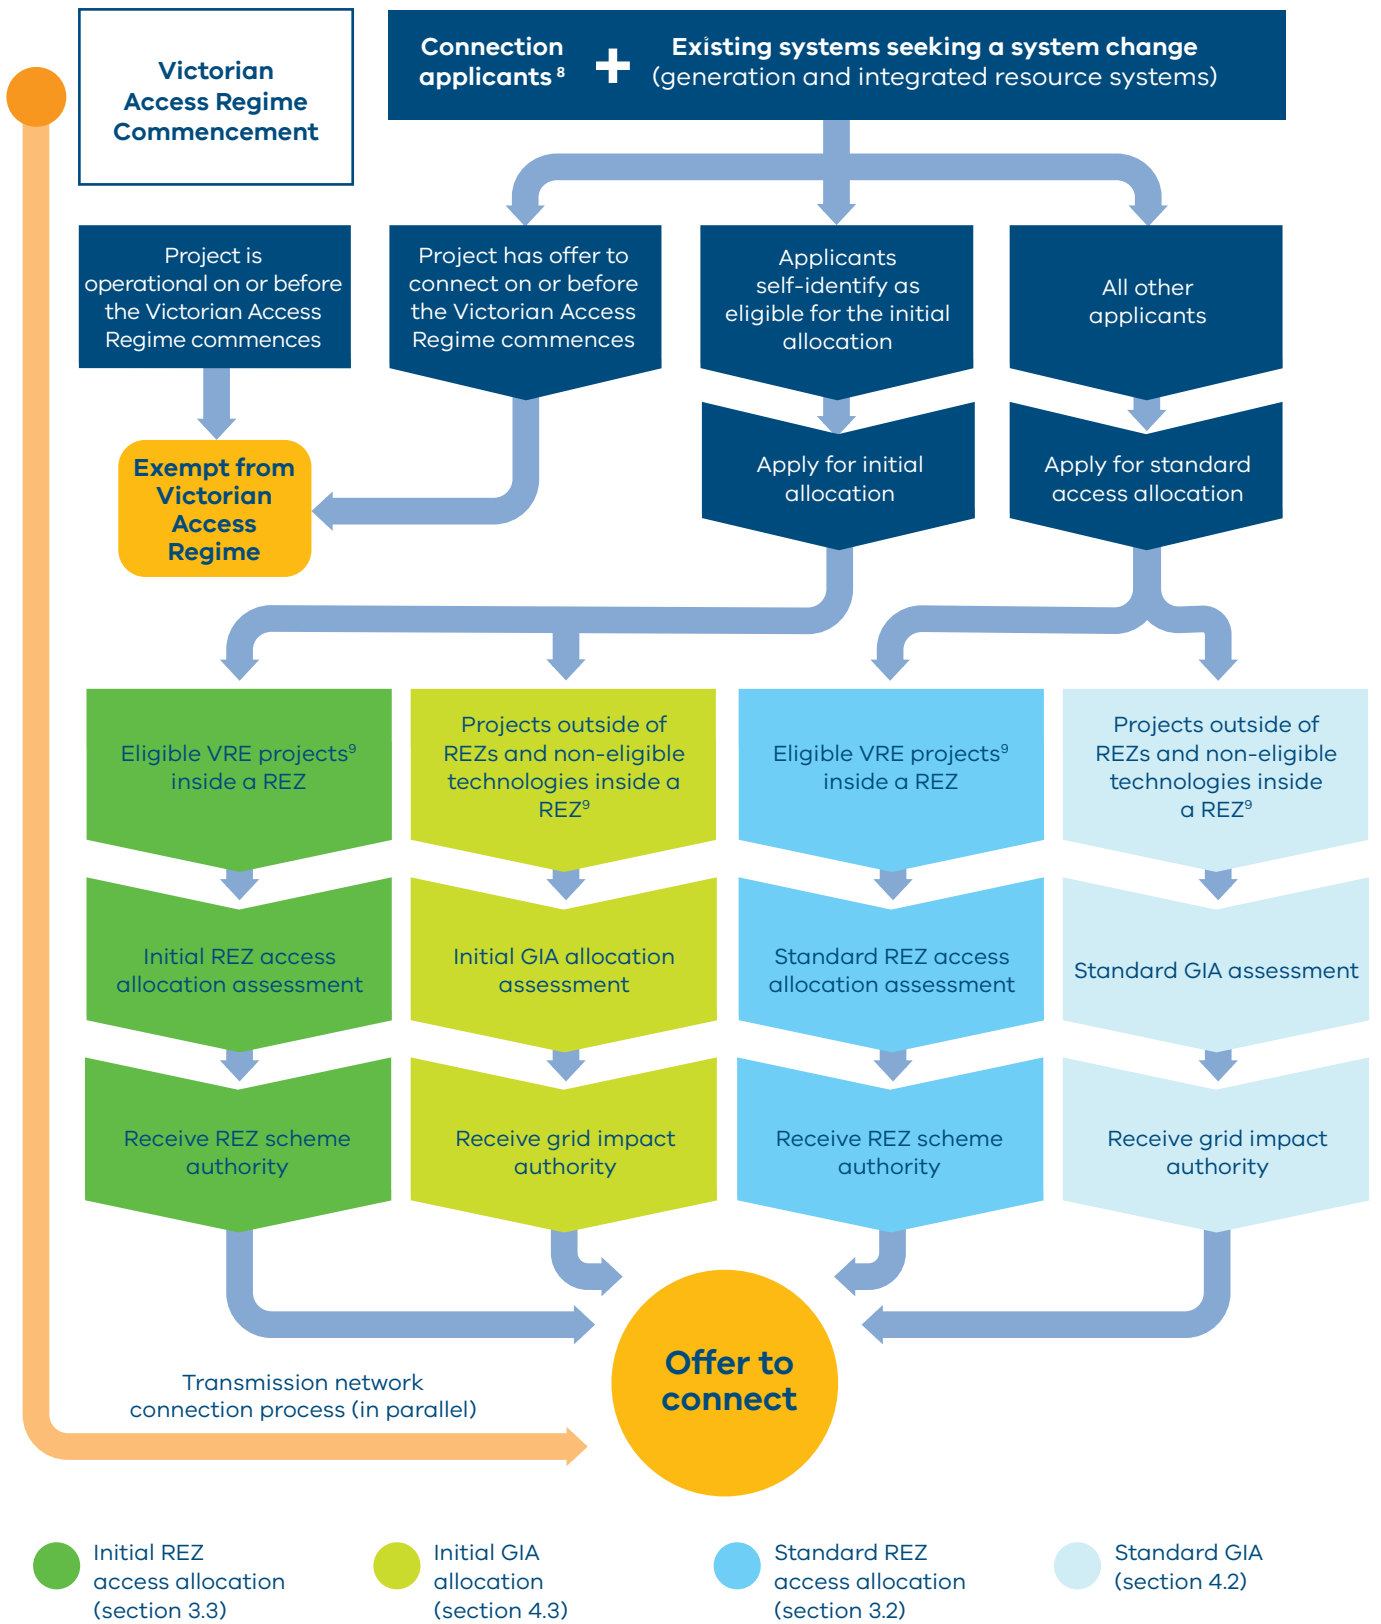 Victorian
Access Regime
Commencement
Connection
applicants 8
+
Existing systems seeking a system change
(generation and integrated resource systems)
Project is
operational on or before
the Victorian Access
Regime commences
Project has offer to
connect on or before
the Victorian Access
Regime commences
Applicants
self-identify as
eligible for the initial
allocation
All other
applicants
Exempt from
Victorian
Access
Regime
Apply for initial
allocation
Apply for standard
access allocation
Eligible VRE projects9
inside a REZ
Projects outside of
REZs and non-eligible
technologies inside a
REZ9
Eligible VRE projects9
inside a REZ
Projects outside of
REZs and non-eligible
technologies inside
a REZ9
Initial REZ access
allocation assessment
Initial GIA allocation
assessment
Standard REZ access
allocation assessment
Standard GIA assessment
Receive REZ scheme
authority
Receive grid impact
authority
Receive REZ scheme
authority
Receive grid impact
authority
Offer to
connect
Transmission network
connection process (in parallel)
Initial REZ
access allocation
(section 3.3)
Initial GIA
allocation
(section 4.3)
Standard REZ
access allocation
(section 3.2)
Standard GIA
(section 4.2)